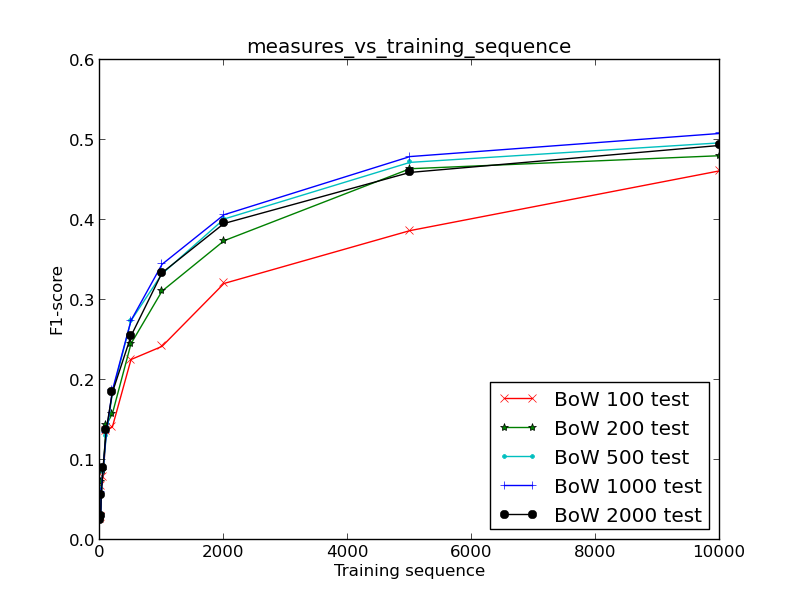 measures_vs_training_sequence
0.6
0.5
0.4
0.3
0.2
0.1
0.0
F1-score
0 2000 4000 6000 8000 10000
Training sequence
BoW 100 test
BoW 200 test
BoW 500 test
BoW 1000 test
BoW 2000 test